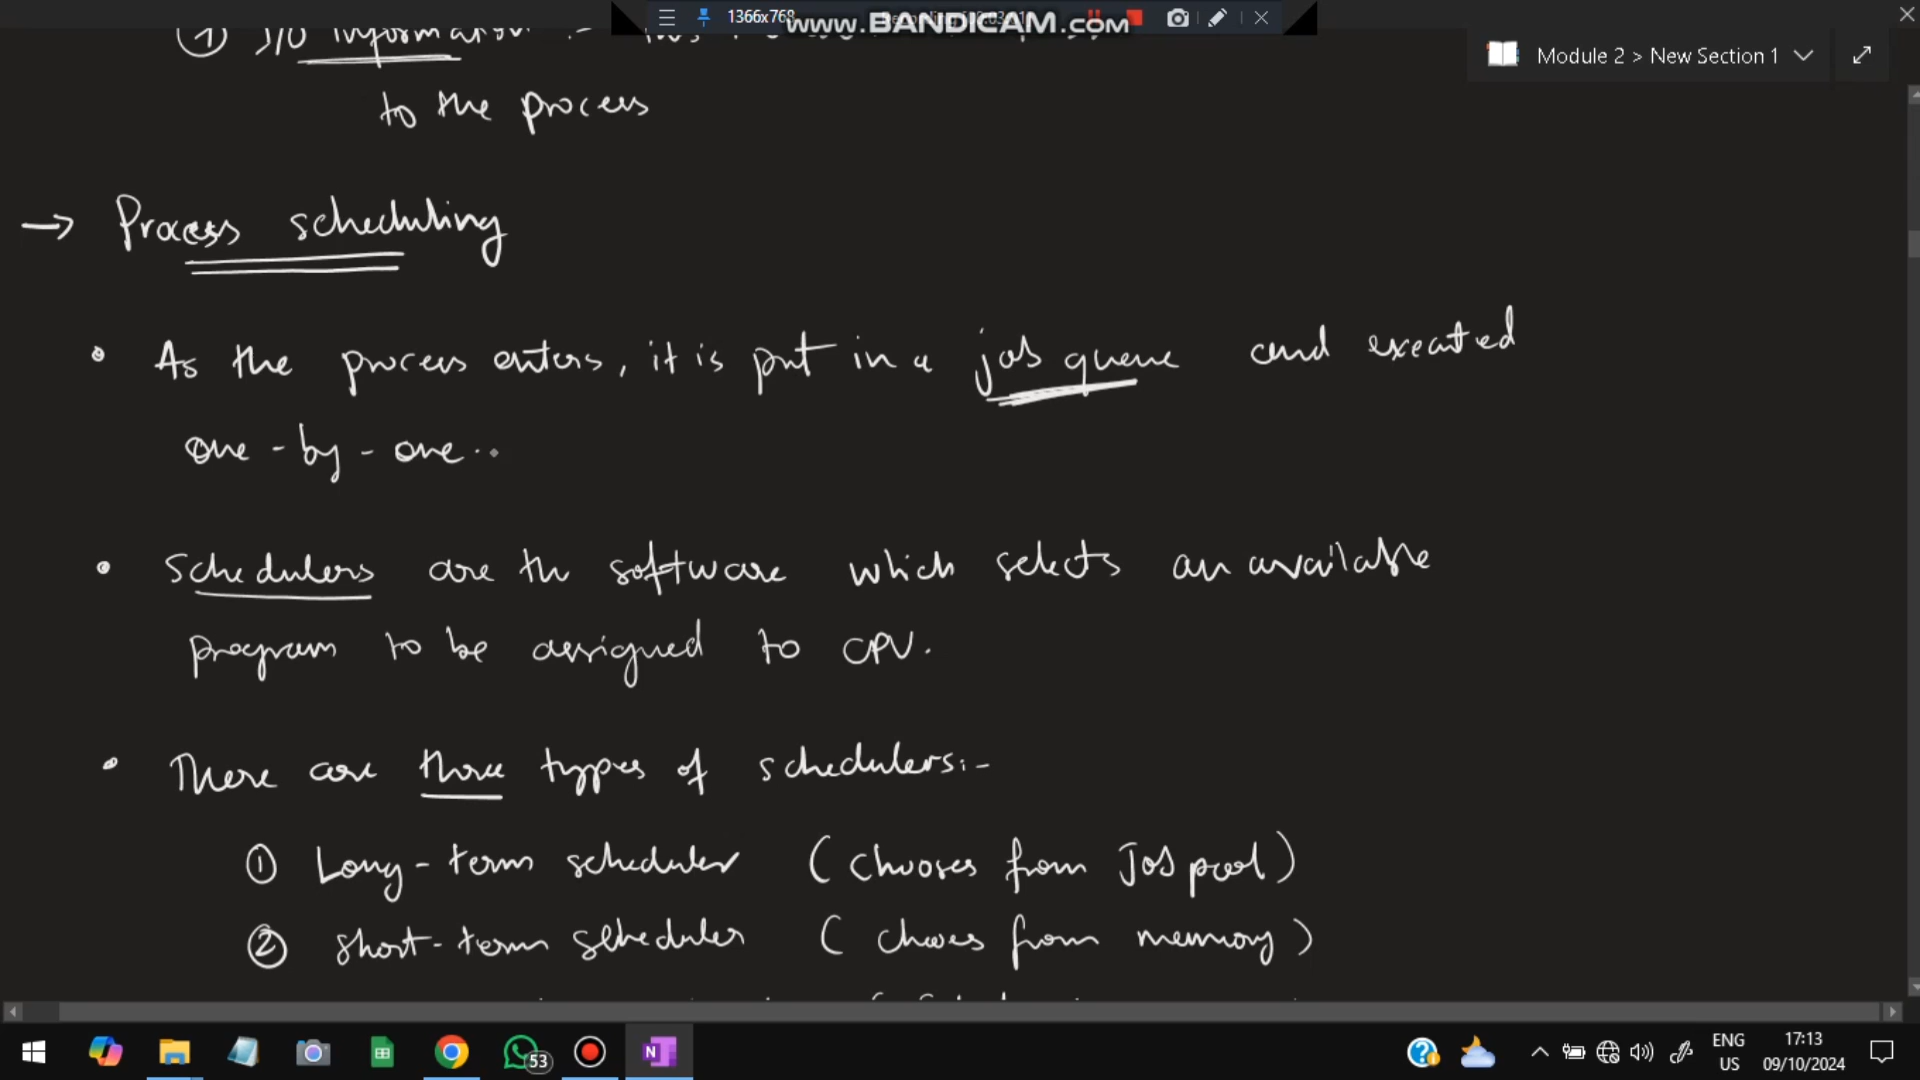 1366x768
www.BANDICAM.com
Module 2 > New Section 1
I/O information :-
to the process
→ Process scheduling
• As the process enters, it is put in a job queue and executed
one-by-one..
• Schedulers are the software which selects an available
program to be assigned to CPU.
• There are three types of schedulers:-
① Long-term scheduler (chooses from Job pool)
② Short-term scheduler (chooses from memory)
53
N
ENG
US
17:13
09/10/2024